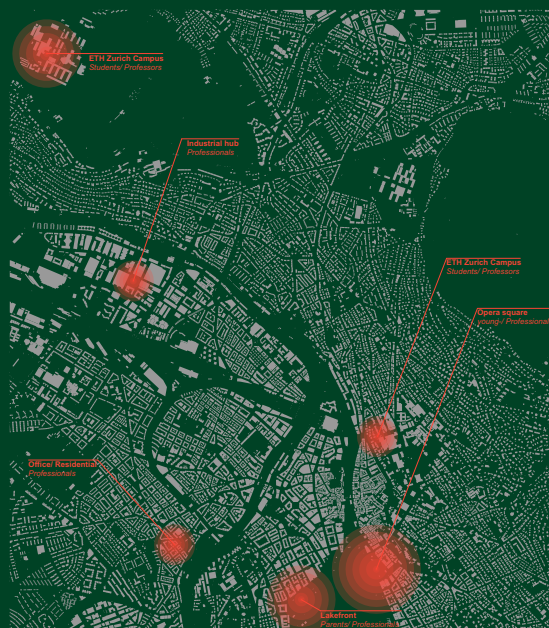 ETH Zurich Campus
Students/ Professors
Industrial hub
Professionals
ETH Zurich Campus
Students/ Professors
Opera square
young-/ Professional
Office/ Residential
Professionals
Lakefront
Parents/ Professionals